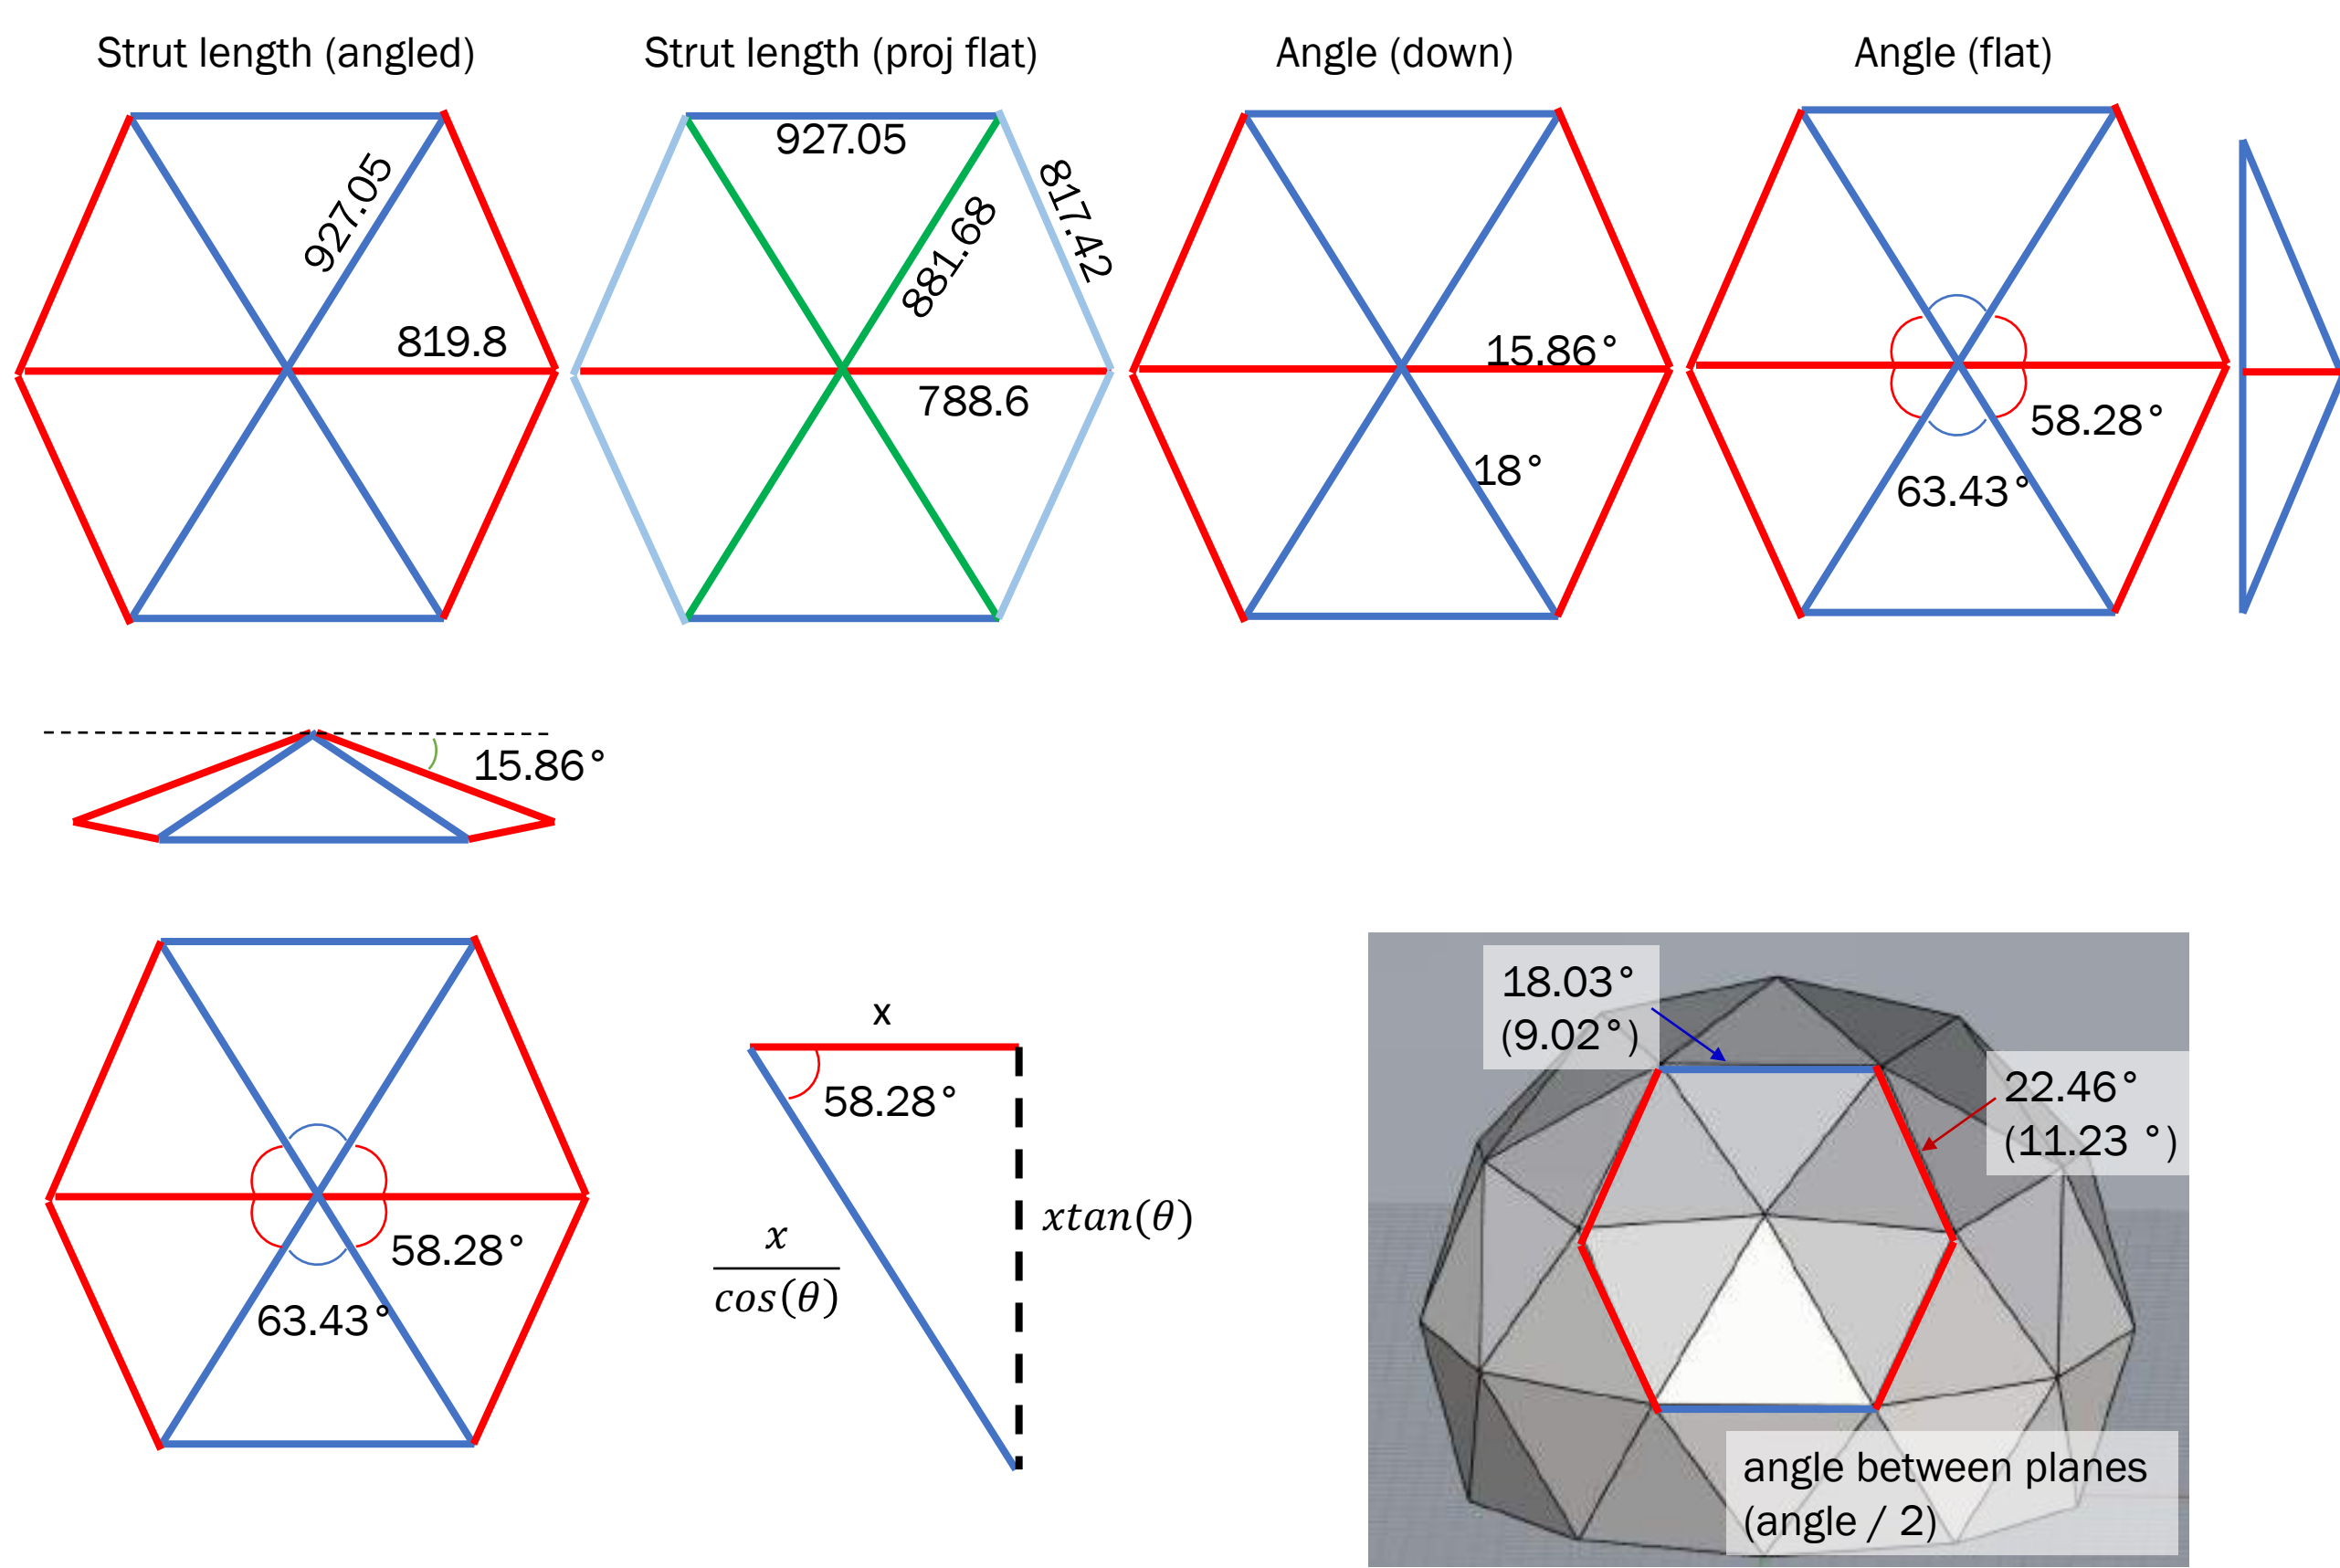 Strut length (angled)
Strut length (proj flat)
Angle (down)
Angle (flat)
927.05
819.8
927.05
881.68
817.42
788.6
15.86°
18°
58.28°
63.43°
15.86°
58.28°
63.43°
x
58.28°
xtan(θ)
x
cos(θ)
18.03°
(9.02°)
22.46°
(11.23 °)
angle between planes
(angle / 2)